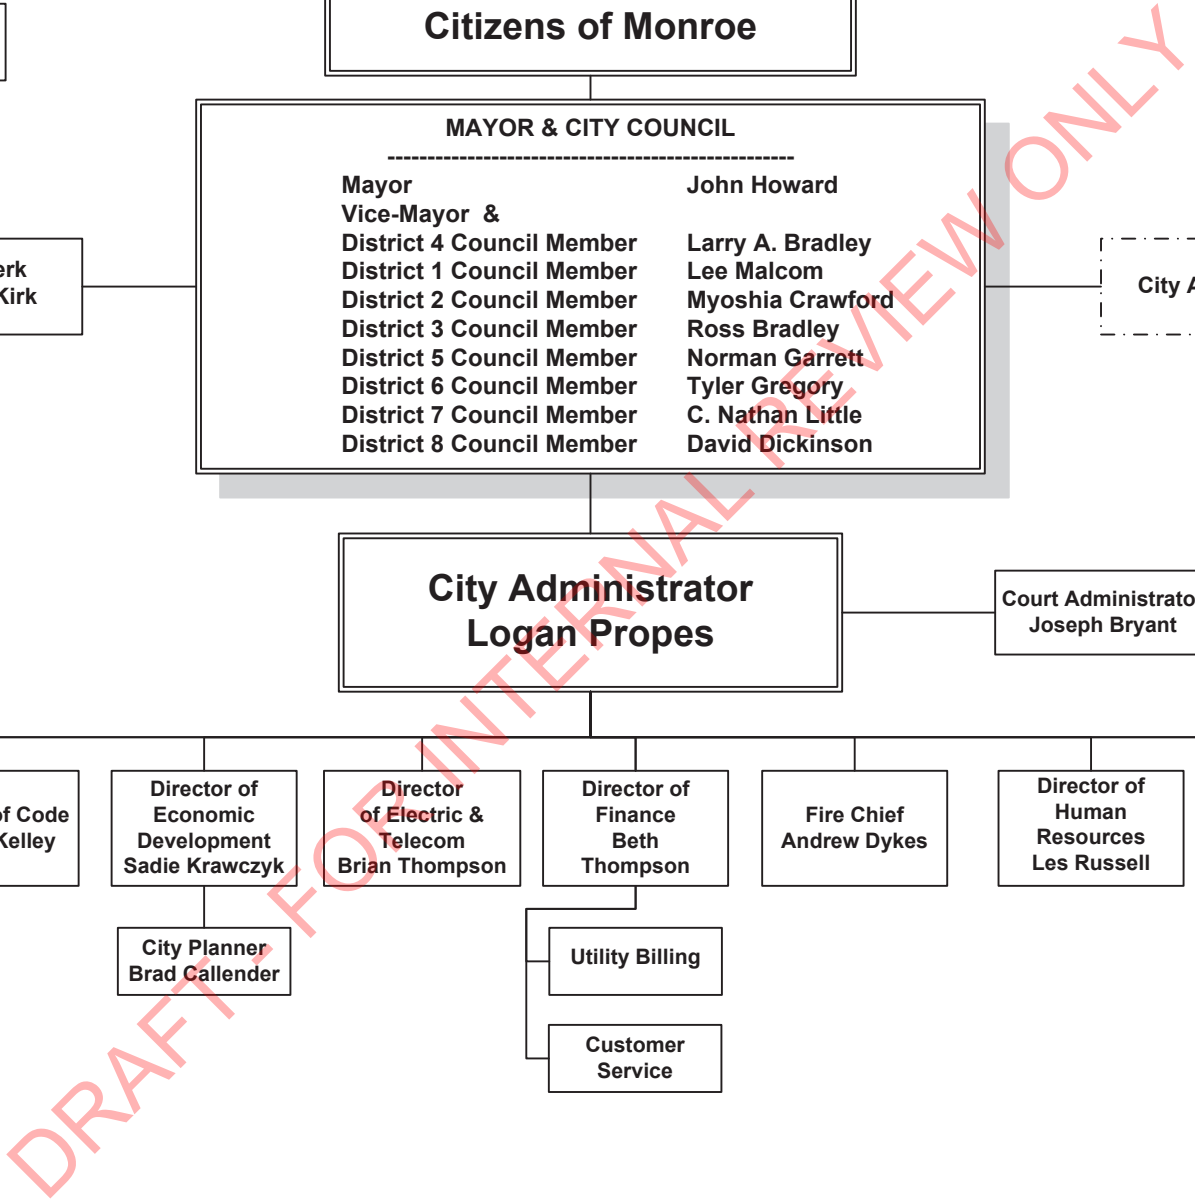 Citizens of Monroe
MAYOR & CITY COUNCIL
---------------------------------------------------
Mayor John Howard
Vice-Mayor &
District 4 Council Member Larry A. Bradley
District 1 Council Member Lee Malcom
District 2 Council Member Myoshia Crawford
District 3 Council Member Ross Bradley
District 5 Council Member Norman Garrett
District 6 Council Member Tyler Gregory
District 7 Council Member C. Nathan Little
District 8 Council Member David Dickinson
Kirk
City
City Administrator
Logan Propes
Court
Joseph Bryant
of Code
Kelley
Director of
Economic
Development
Sadie Krawczyk
Director
of Electric &
Telecom
Brian Thompson
Director of
Finance
Beth
Thompson
Fire Chief
Andrew Dykes
Director of
Human
Resources
Les Russell
City Planner
Brad Callender
Utility Billing
Customer
Service
DRAFT - FOR INTERNAL REVIEW ONLY